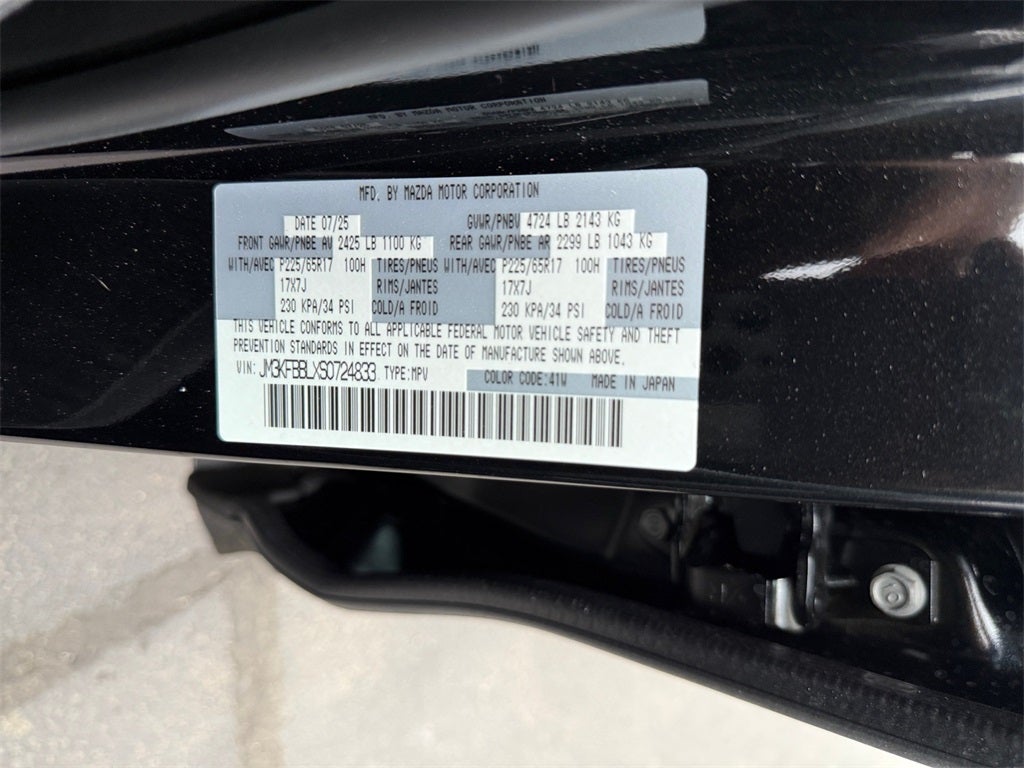 MFD. BY MAZDA MOTOR CORPORATION
DATE 07/25 GVWR/PNBV 4724 LB 2143 KG
FRONT GAWR/PNBE AV 2425 LB 1100 KG REAR GAWR/PNBE AR 2299 LB 1043 KG
WITH/AVEC P225/65R17 100H TIRES/PNEUS WITH/AVEC P225/65R17 100H TIRES/PNEUS
17X7J RIMS/JANTES 17X7J RIMS/JANTES
230 KPA/34 PSI COLD/A FROID 230 KPA/34 PSI COLD/A FROID
THIS VEHICLE CONFORMS TO ALL APPLICABLE FEDERAL MOTOR VEHICLE SAFETY AND THEFT
PREVENTION STANDARDS IN EFFECT ON THE DATE OF MANUFACTURE SHOWN ABOVE.
VIN: JM3KFBBLXS0724833 TYPE:MPV COLOR CODE:41W MADE IN JAPAN